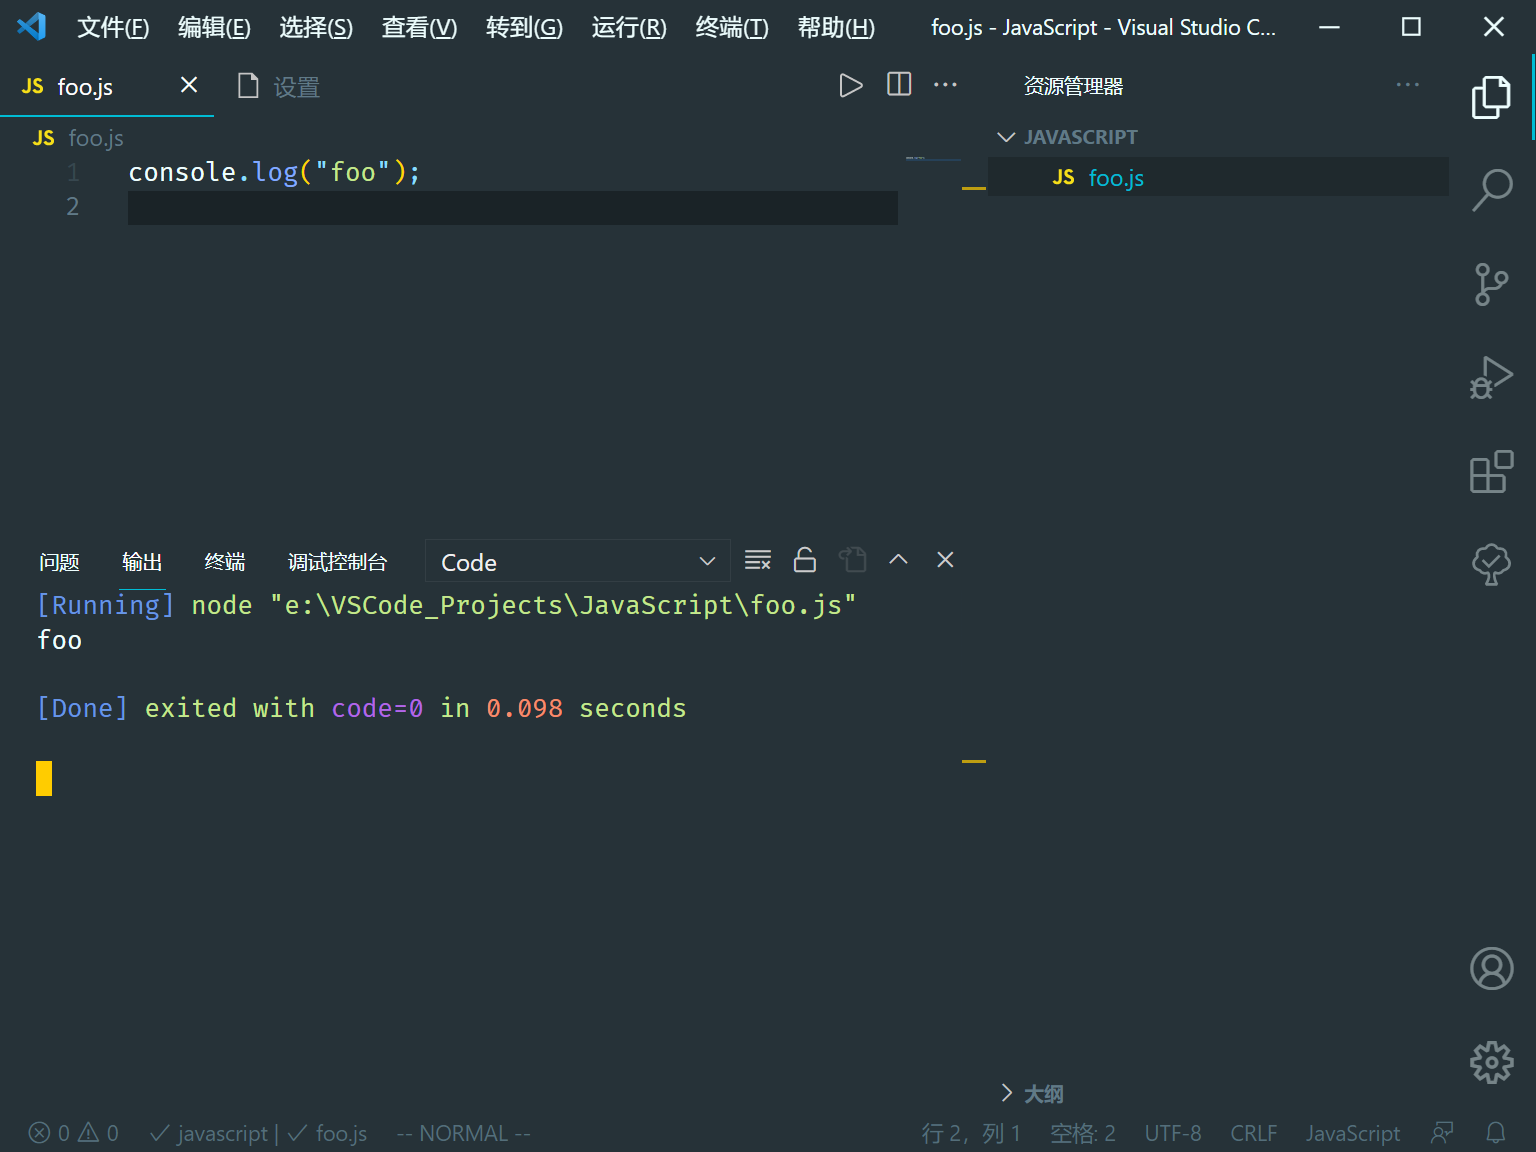 文件(F) 编辑(E) 选择(S) 查看(V) 转到(G) 运行(R) 终端(T) 帮助(H) foo.js - JavaScript - Visual Studio C...
JS foo.js 设置
资源管理器
JS foo.js
JAVASCRIPT
1 console.log("foo");
JS foo.js
2
问题 输出 终端 调试控制台 Code
[Running] node "e:\VSCode_Projects\JavaScript\foo.js"
foo
[Done] exited with code=0 in 0.098 seconds
大纲
0 0 javascript | foo.js -- NORMAL -- 行 2，列 1 空格: 2 UTF-8 CRLF JavaScript